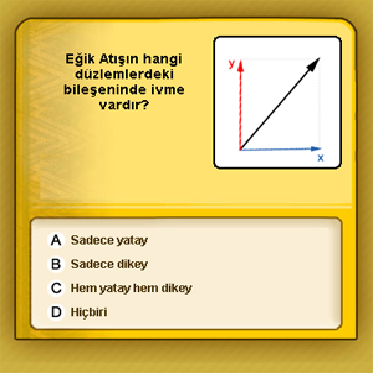 Eğik Atışın hangi
düzlemlerdeki
bileşeninde ivme
vardır?
y
x
A Sadece yatay
B Sadece dikey
C Hem yatay hem dikey
D Hiçbiri